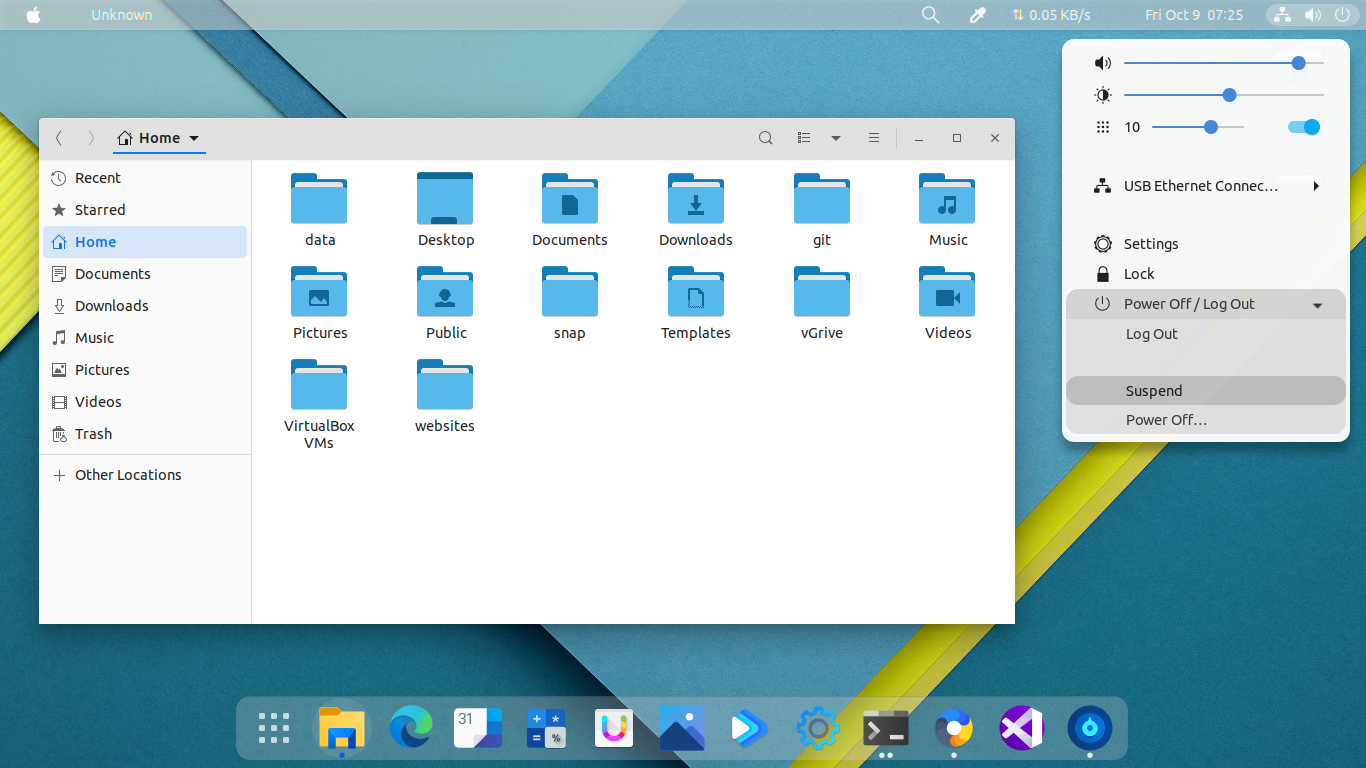 Unknown
⇅ 0.05 KB/s
Fri Oct 9 07:25
Home
Recent
Starred
Home
Documents
Downloads
Music
Pictures
Videos
Trash
Other Locations
data
Desktop
Documents
Downloads
git
Music
Pictures
Public
snap
Templates
vGrive
Videos
VirtualBox
VMs
websites
10
USB Ethernet Connec…
Settings
Lock
Power Off / Log Out
Log Out
Suspend
Power Off…
31